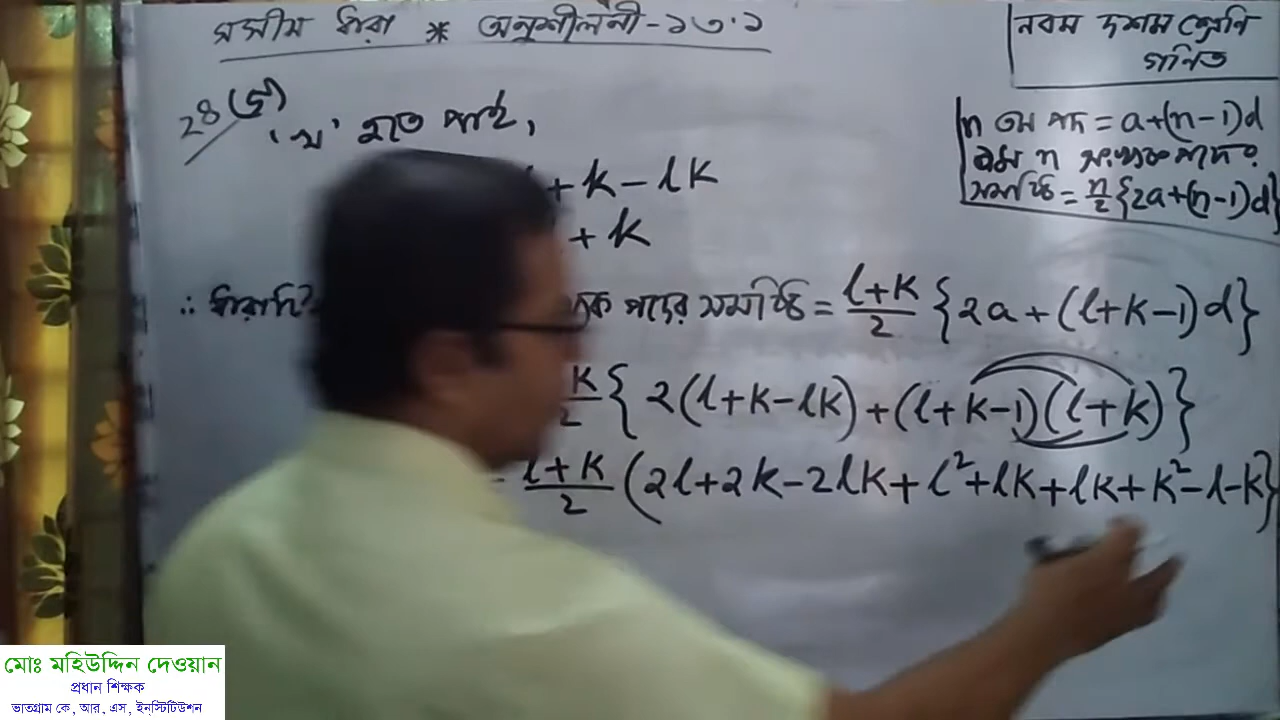 সসীম ধারা * অনুশীলনী-১৩.১
নবম দশম শ্রেণি
গণিত
n তম পদ = a+(n-1)d
১ম n সংখ্যক পদের
সমষ্টি = n/2 {2a+(n-1)d}
২৪
'খ' হতে পাই,
+ k - lk
+ k
∴ পদের সমষ্টি = (l+k)/2 {2a+(l+k-1)d}
k/2 {2(l+k-lk)+(l+k-1)(l+k)}
= (l+k)/2 (2l+2k-2lk+l²+lk+lk+k²-l-k}
মোঃ মহিউদ্দিন দেওয়ান
প্রধান শিক্ষক
ভাতগ্রাম কে, আর, এস, ইনস্টিটিউশন